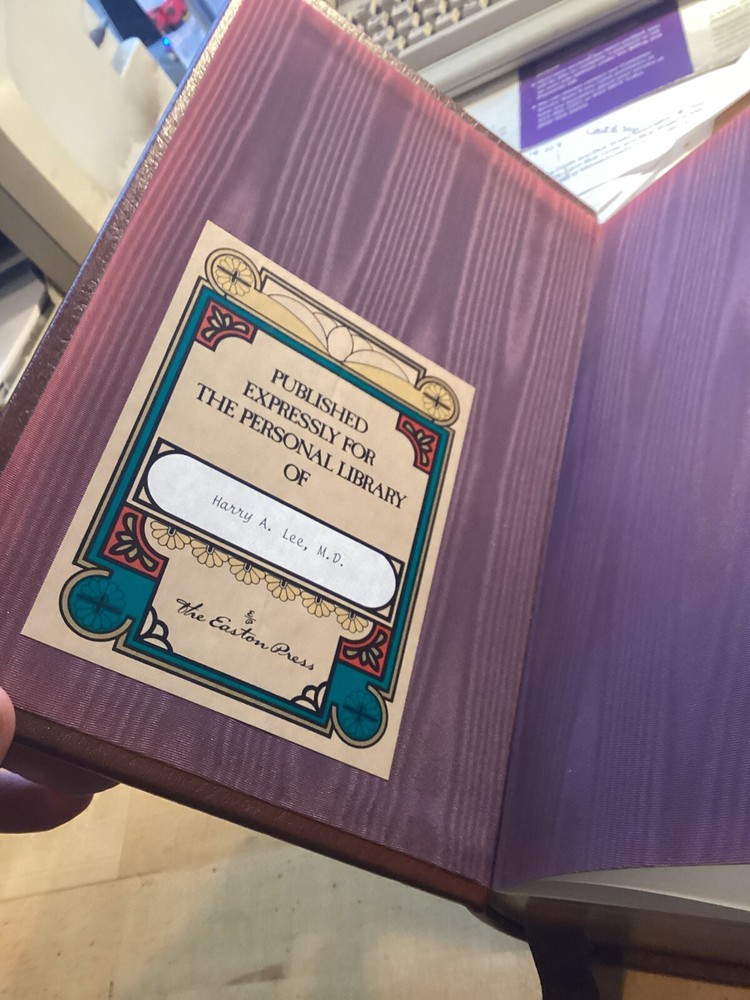 PUBLISHED
EXPRESSLY FOR
THE PERSONAL LIBRARY
OF
Harry A. Lee, M.D.
The Easton Press